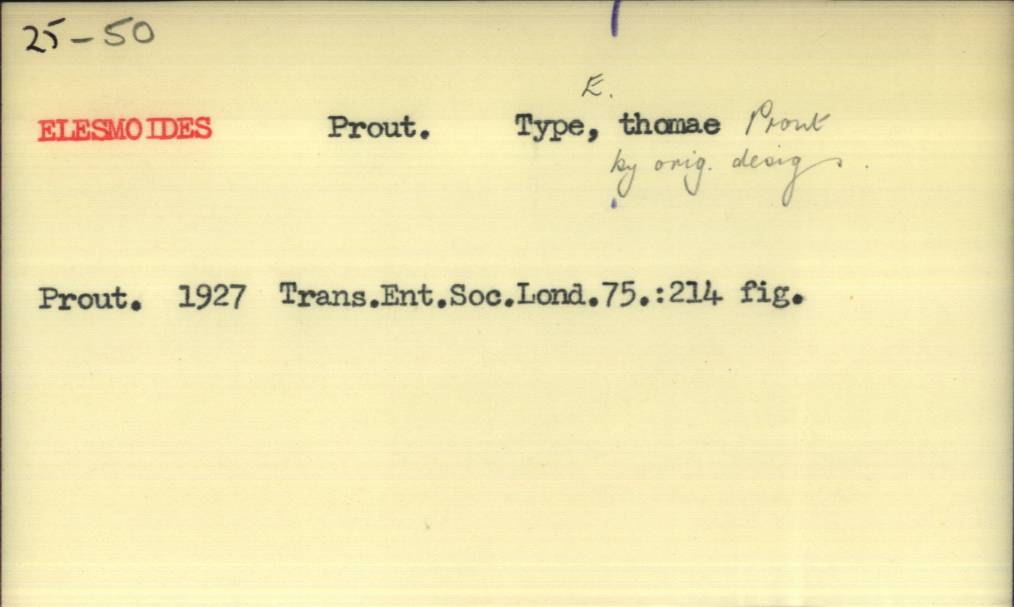 25-50
E.
ELESMOIDES Prout. Type, thomae Prout
by orig. desig.
Prout. 1927 Trans.Ent.Soc.Lond.75.:214 fig.